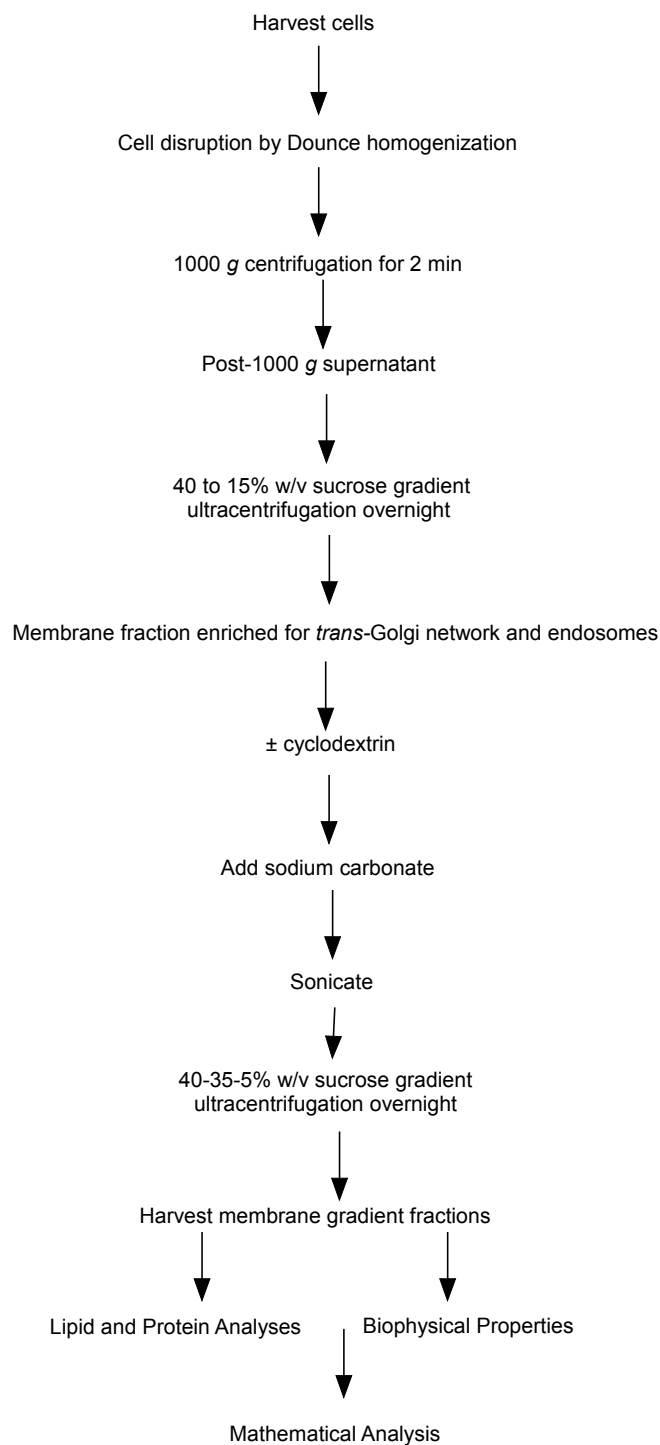 Harvest cells
Cell disruption by Dounce homogenization
1000 g centrifugation for 2 min
Post-1000 g supernatant
40 to 15% w/v sucrose gradient
ultracentrifugation overnight
Membrane fraction enriched for trans-Golgi network and endosomes
± cyclodextrin
Add sodium carbonate
Sonicate
40-35-5% w/v sucrose gradient
ultracentrifugation overnight
Harvest membrane gradient fractions
Lipid and Protein Analyses
Biophysical Properties
Mathematical Analysis